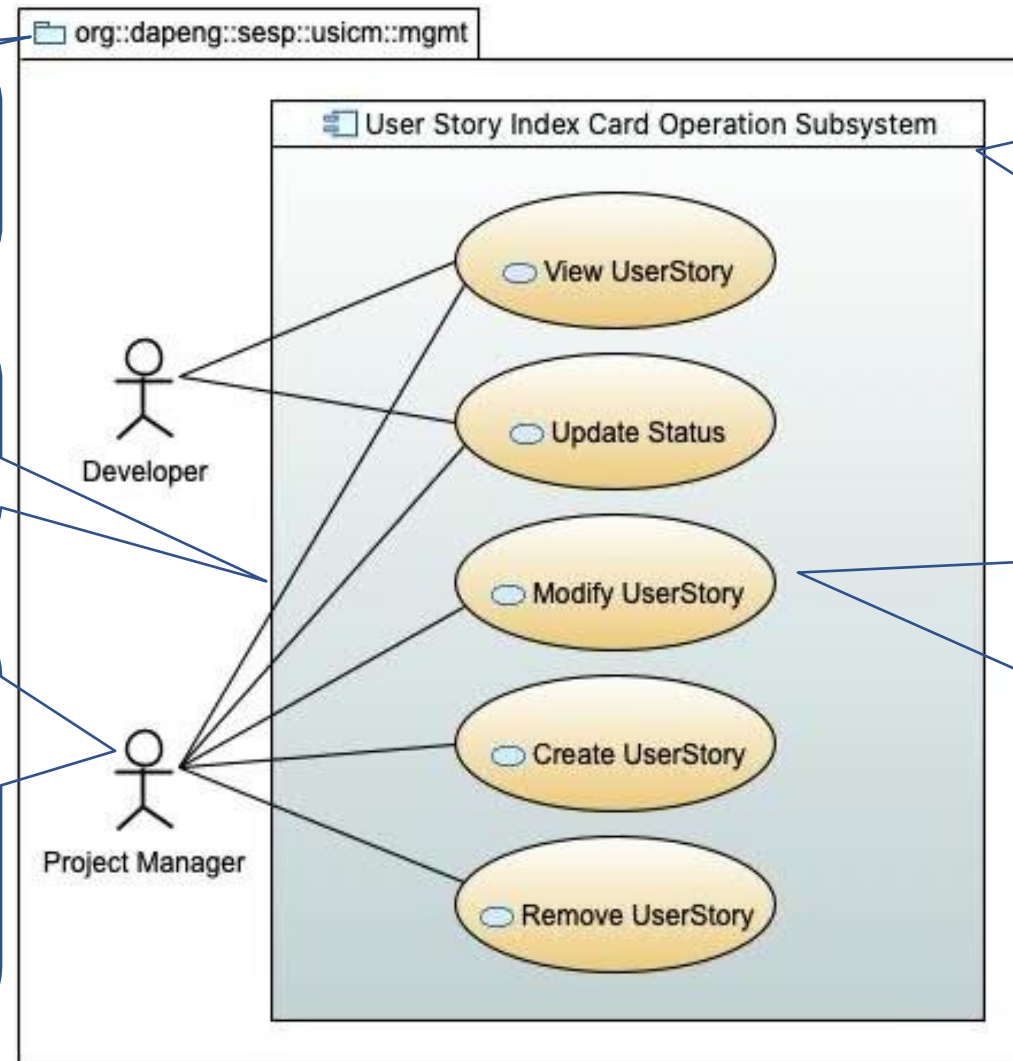 org::dapeng::sesp::usicm::mgmt
User Story Index Card Operation Subsystem
View UserStory
Update Status
Developer
Modify UserStory
Create UserStory
Project Manager
Remove UserStory